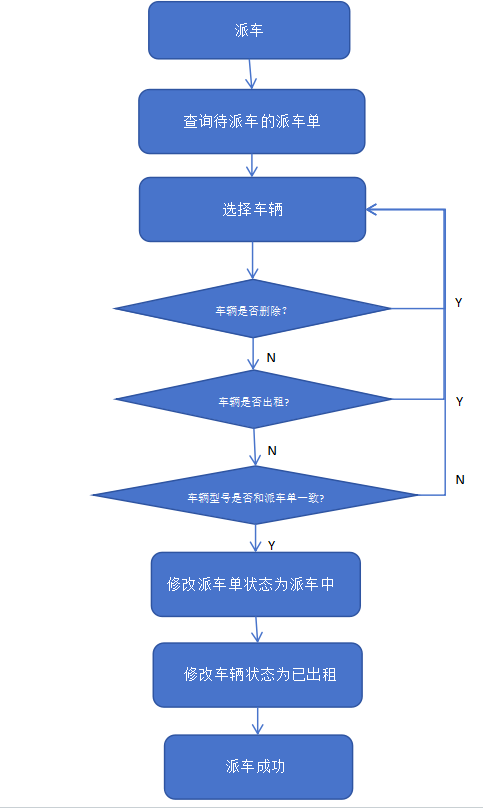 派车
查询待派车的派车单
选择车辆
车辆是否删除?
Y
N
车辆是否出租?
Y
N
车辆型号是否和派车单一致?
N
Y
修改派车单状态为派车中
修改车辆状态为已出租
派车成功